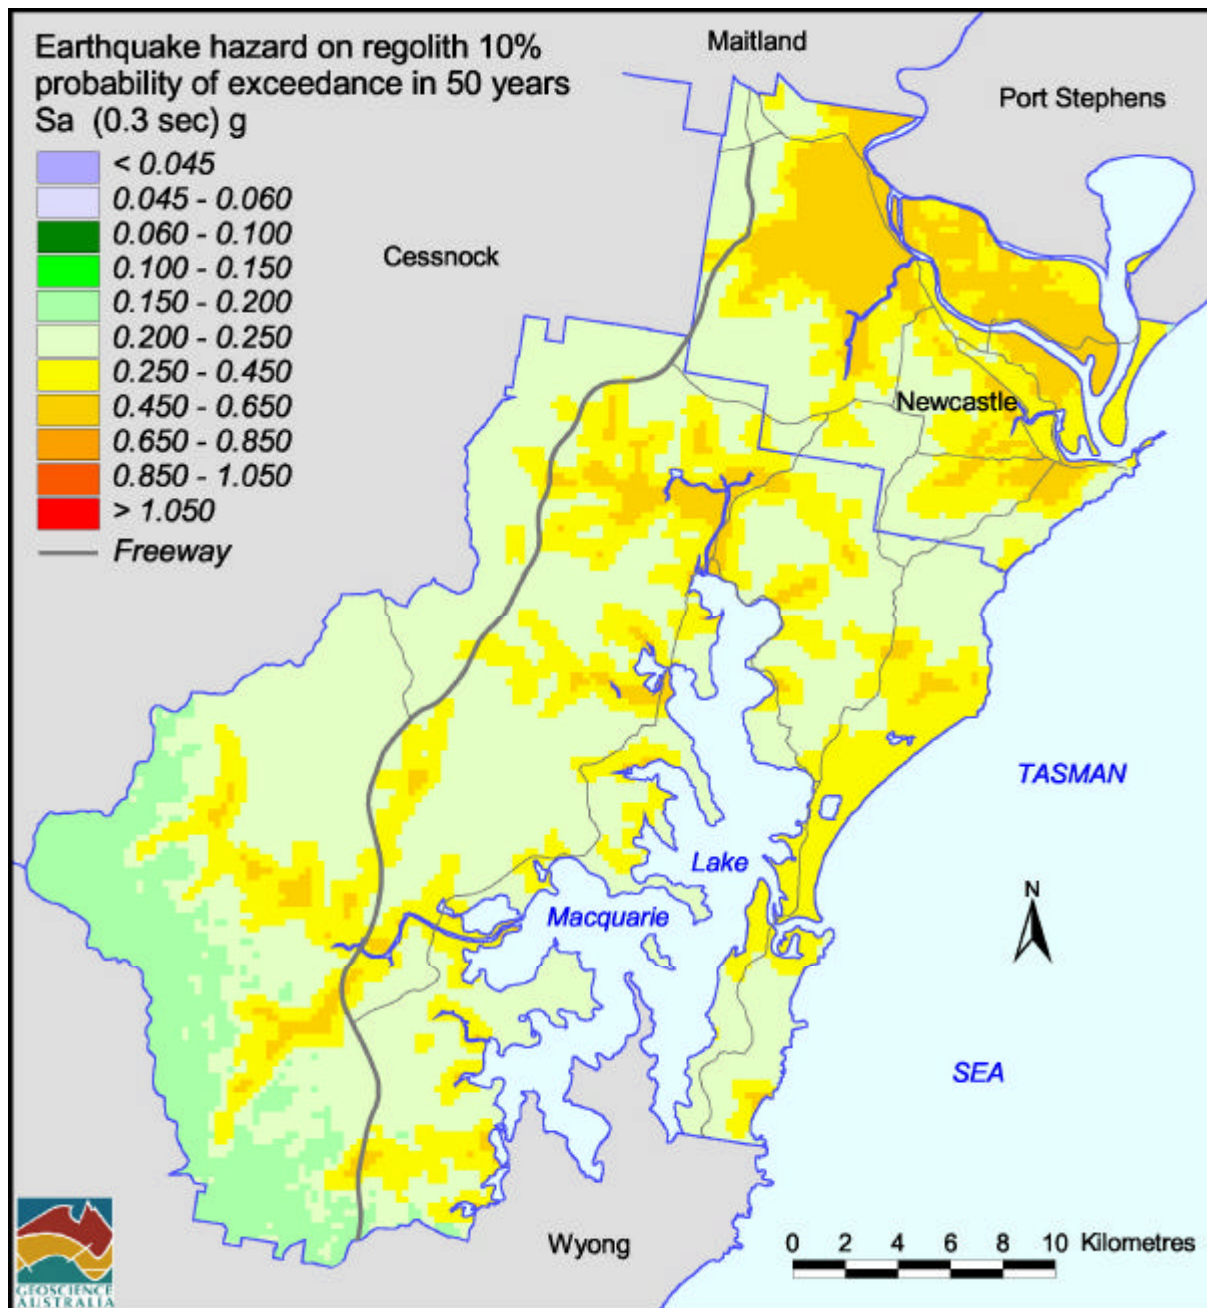 Earthquake hazard on regolith 10%
probability of exceedance in 50 years
Sa (0.3 sec) g
< 0.045
0.045 - 0.060
0.060 - 0.100
0.100 - 0.150
0.150 - 0.200
0.200 - 0.250
0.250 - 0.450
0.450 - 0.650
0.650 - 0.850
0.850 - 1.050
> 1.050
Freeway
Maitland
Port Stephens
Cessnock
Newcastle
TASMAN
Lake
Macquarie
N
SEA
Wyong
0 2 4 6 8 10 Kilometres
GEOSCIENCE
AUSTRALIA